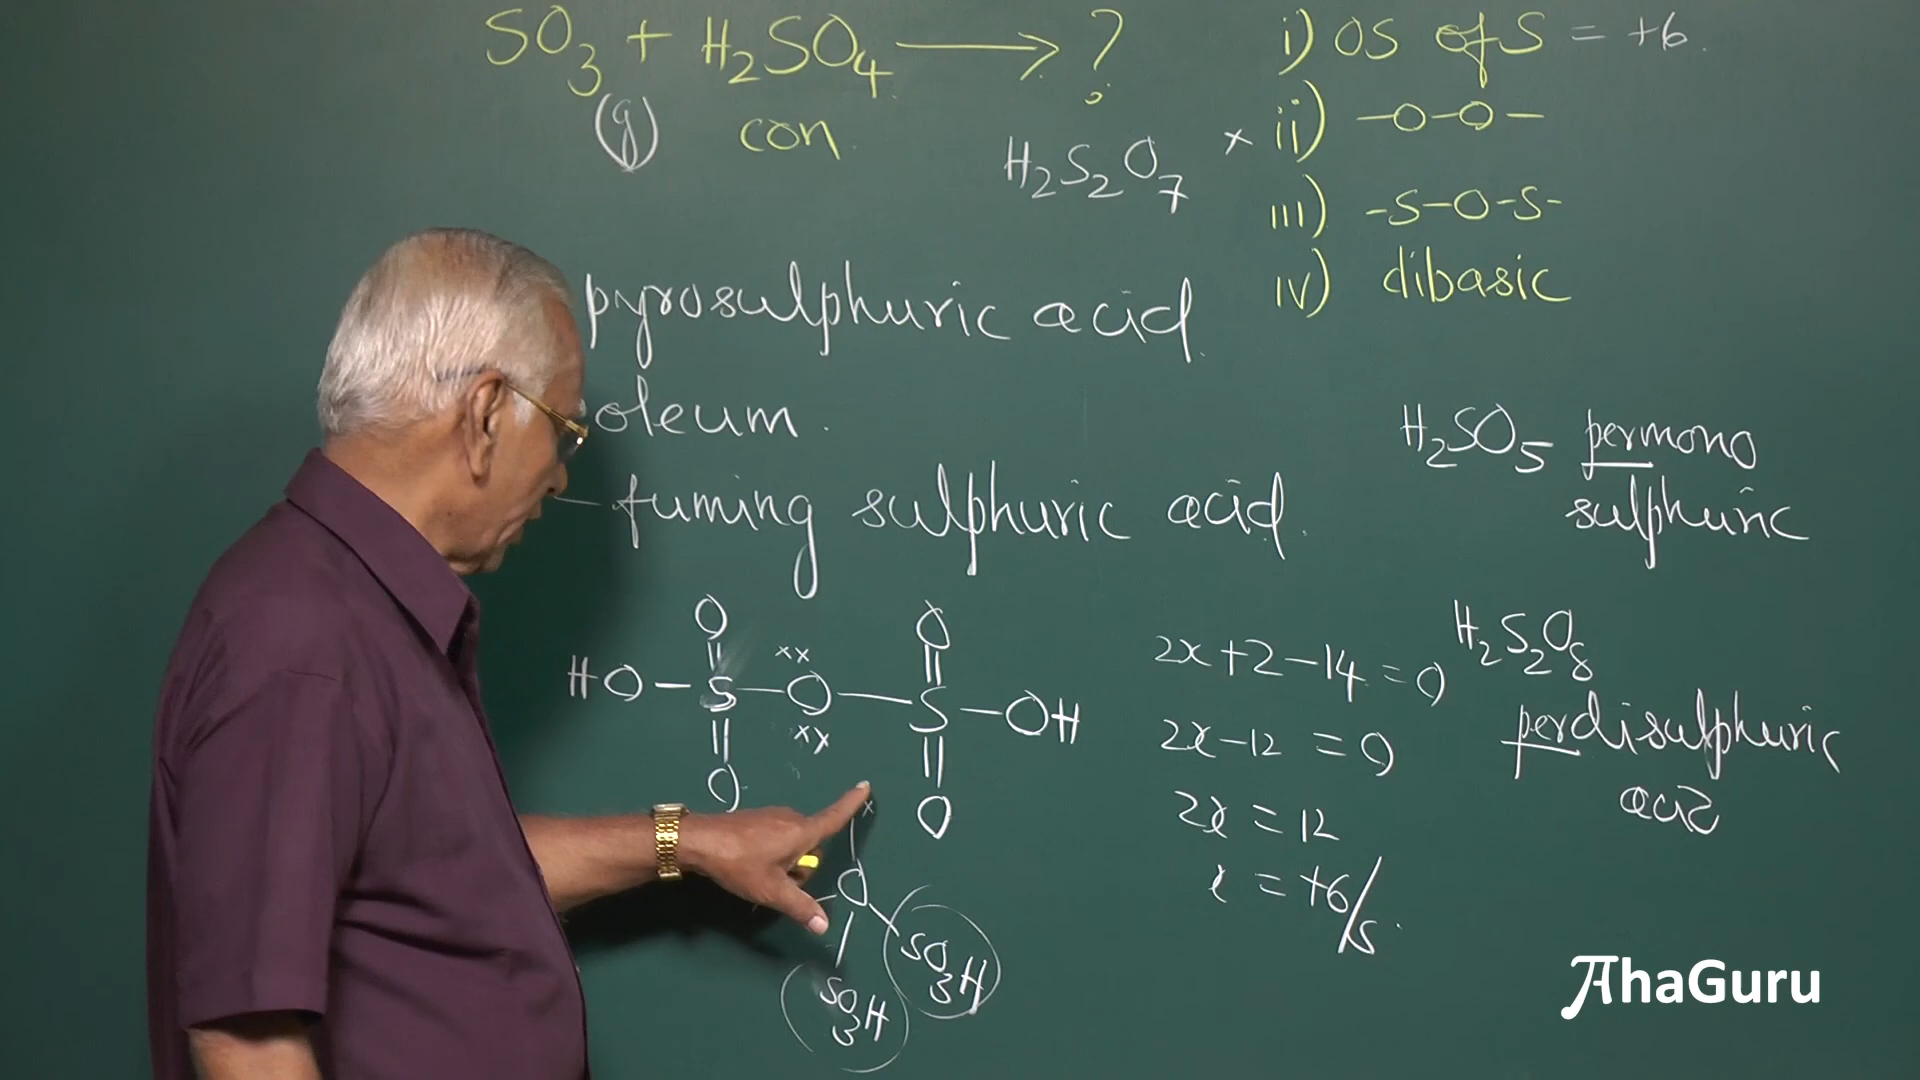 SO3 + H2SO4 ⟶ ?
(g) con.
H2S2O7
i) OS of S = +6.
× ii) –O–O–
iii) –S–O–S–
iv) dibasic
pyrosulphuric acid.
oleum.
– fuming sulphuric acid.
H2SO5 permono
sulphuric
H2S2O8
perdisulphuric
acid
O O
xx
HO–S–O–S–OH
xx
O O
x
O
SO3H
SO3H
2x+2–14=0
2x–12=0
2x=12
x=+6/S.
AhaGuru